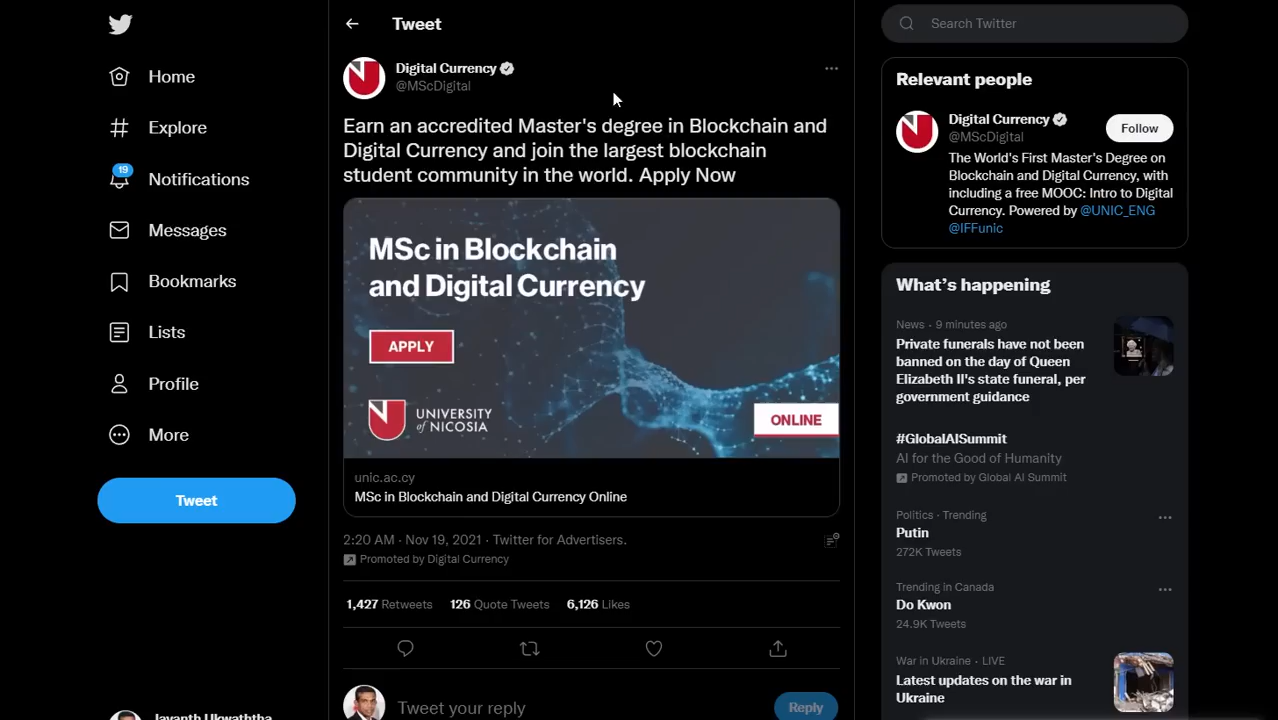 Home
Explore
19
Notifications
Messages
Bookmarks
Lists
Profile
More
Tweet
Jayanth Ukwaththa
Tweet
Digital Currency
@MScDigital
Earn an accredited Master's degree in Blockchain and
Digital Currency and join the largest blockchain
student community in the world. Apply Now
MSc in Blockchain
and Digital Currency
APPLY
UNIVERSITY
of NICOSIA
ONLINE
unic.ac.cy
MSc in Blockchain and Digital Currency Online
2:20 AM · Nov 19, 2021 · Twitter for Advertisers.
Promoted by Digital Currency
1,427 Retweets 126 Quote Tweets 6,126 Likes
Tweet your reply
Reply
Search Twitter
Relevant people
Digital Currency
@MScDigital
Follow
The World's First Master's Degree on
Blockchain and Digital Currency, with
including a free MOOC: Intro to Digital
Currency. Powered by @UNIC_ENG
@IFFunic
What's happening
News · 9 minutes ago
Private funerals have not been
banned on the day of Queen
Elizabeth II's state funeral, per
government guidance
#GlobalAISummit
AI for the Good of Humanity
Promoted by Global AI Summit
Politics · Trending
Putin
272K Tweets
Trending in Canada
Do Kwon
24.9K Tweets
War in Ukraine · LIVE
Latest updates on the war in
Ukraine